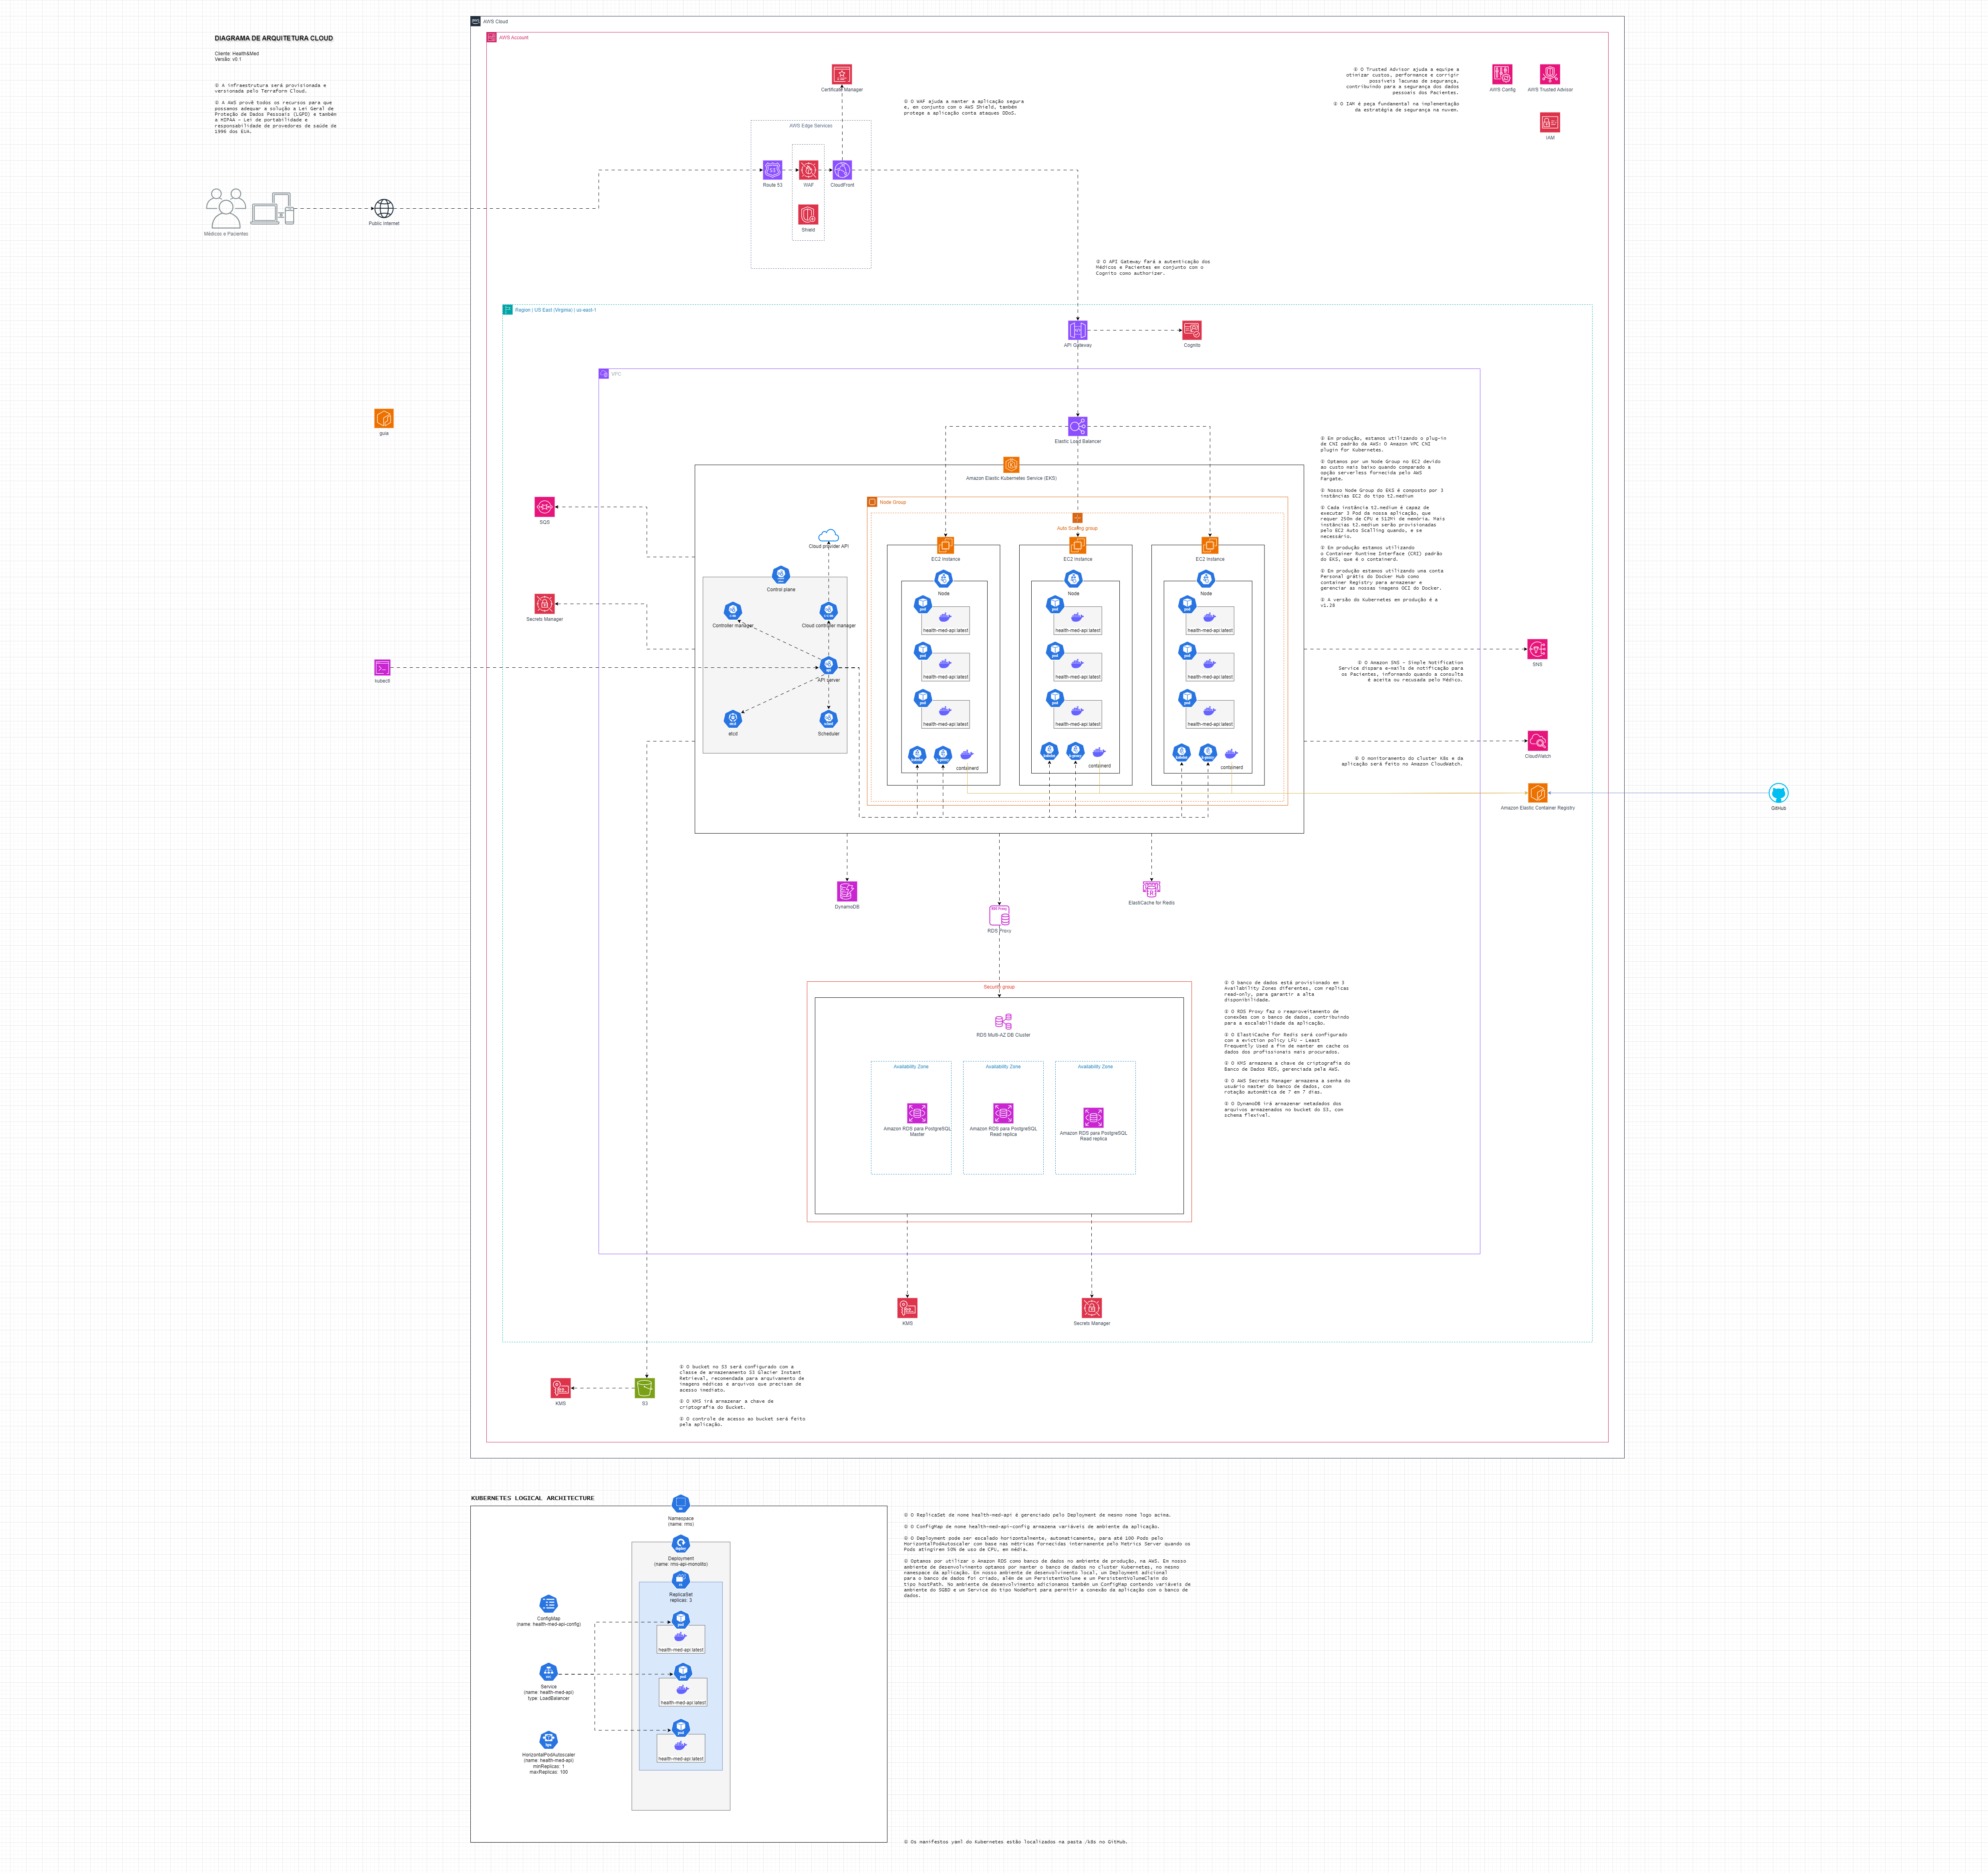 AWS Cloud
AWS Account
DIAGRAMA DE ARQUITETURA CLOUD
Cliente: Health&Med
Versão: v0.1
① A infraestrutura será provisionada e
versionada pelo Terraform Cloud.
① A AWS provê todos os recursos para que
possamos adequar a solução a Lei Geral de
Proteção de Dados Pessoais (LGPD) e também
a HIPAA - Lei de portabilidade e
responsabilidade de provedores de saúde de
1996 dos EUA.
Médicos e Pacientes
Public Internet
Certificate Manager
① O WAF ajuda a manter a aplicação segura
e, em conjunto com o AWS Shield, também
protege a aplicação conta ataques DDoS.
AWS Edge Services
Route 53
WAF
CloudFront
Shield
① O Trusted Advisor ajuda a equipe a
otimizar custos, performance e corrigir
possíveis lacunas de segurança,
contribuindo para a segurança dos dados
pessoais dos Pacientes.
① O IAM é peça fundamental na implementação
da estratégia de segurança na nuvem.
AWS Config
AWS Trusted Advisor
IAM
① O API Gateway fará a autenticação dos
Médicos e Pacientes em conjunto com o
Cognito como authorizer.
Region | US East (Virginia) | us-east-1
API Gateway
Cognito
VPC
guia
Elastic Load Balancer
Amazon Elastic Kubernetes Service (EKS)
① Em produção, estamos utilizando o plug-in
de CNI padrão da AWS: O Amazon VPC CNI
plugin for Kubernetes.
① Optamos por um Node Group no EC2 devido
ao custo mais baixo quando comparado a
opção serverless fornecida pelo AWS
Fargate.
① Nosso Node Group do EKS é composto por 3
instâncias EC2 do tipo t2.medium
① Cada instância t2.medium é capaz de
executar 3 Pod da nossa aplicação, que
requer 250m de CPU e 512Mi de memória. Mais
instâncias t2.medium serão provisionadas
pelo EC2 Auto Scalling quando, e se
necessário.
① Em produção estamos utilizando
o Container Runtime Interface (CRI) padrão
do EKS, que é o containerd.
① Em produção estamos utilizando uma conta
Personal grátis do Docker Hub como
container Registry para armazenar e
gerenciar as nossas imagens OCI do Docker.
① A versão do Kubernetes em produção é a
v1.28
SQS
Secrets Manager
kubectl
Node Group
Auto Scaling group
Cloud provider API
Control plane
Controller manager
Cloud controller manager
API server
etcd
Scheduler
EC2 Instance
EC2 Instance
EC2 Instance
Node
Node
Node
pod
pod
pod
health-med-api:latest
health-med-api:latest
health-med-api:latest
pod
pod
pod
health-med-api:latest
health-med-api:latest
health-med-api:latest
pod
pod
pod
health-med-api:latest
health-med-api:latest
health-med-api:latest
containerd
containerd
containerd
SNS
① O Amazon SNS - Simple Notification
Service dispara e-mails de notificação para
os Pacientes, informando quando a consulta
é aceita ou recusada pelo Médico.
CloudWatch
① O monitoramento do cluster K8s e da
aplicação será feito no Amazon CloudWatch.
Amazon Elastic Container Registry
GitHub
DynamoDB
RDS Proxy
ElastiCache for Redis
Security group
RDS Multi-AZ DB Cluster
Availability Zone
Availability Zone
Availability Zone
Amazon RDS para PostgreSQL
Master
Amazon RDS para PostgreSQL
Read replica
Amazon RDS para PostgreSQL
Read replica
① O banco de dados está provisionado em 3
Availability Zones diferentes, com replicas
read-only, para garantir a alta
disponibilidade.
① O RDS Proxy faz o reaproveitamento de
conexões com o banco de dados, contribuindo
para a escalabilidade da aplicação.
① O ElastiCache for Redis será configurado
com a eviction policy LFU - Least
Frequently Used a fim de manter em cache os
dados dos profissionais mais procurados.
① O KMS armazena a chave de criptografia do
Banco de Dados RDS, gerenciada pela AWS.
① O AWS Secrets Manager armazena a senha do
usuário master do banco de dados, com
rotação automática de 7 em 7 dias.
① O DynamoDB irá armazenar metadados dos
arquivos armazenados no bucket do S3, com
schema flexível.
KMS
Secrets Manager
KMS
S3
① O bucket no S3 será configurado com a
classe de armazenamento S3 Glacier Instant
Retrieval, recomendada para arquivamento de
imagens médicas e arquivos que precisam de
acesso imediato.
① O KMS irá armazenar a chave de
criptografia do Bucket.
① O controle de acesso ao bucket será feito
pela aplicação.
KUBERNETES LOGICAL ARCHITECTURE
Namespace
(name: rms)
Deployment
(name: rms-api-monolito)
ReplicaSet
replicas: 3
pod
health-med-api:latest
pod
health-med-api:latest
pod
health-med-api:latest
ConfigMap
(name: health-med-api-config)
Service
(name: health-med-api)
type: LoadBalancer
HorizontalPodAutoscaler
(name: health-med-api)
minReplicas: 1
maxReplicas: 100
① O ReplicaSet de nome health-med-api é gerenciado pelo Deployment de mesmo nome logo acima.
① O ConfigMap de nome health-med-api-config armazena variáveis de ambiente da aplicação.
① O Deployment pode ser escalado horizontalmente, automaticamente, para até 100 Pods pelo
HorizontalPodAutoscaler com base nas métricas fornecidas internamente pelo Metrics Server quando os
Pods atingirem 50% de uso de CPU, em média.
① Optamos por utilizar o Amazon RDS como banco de dados no ambiente de produção, na AWS. Em nosso
ambiente de desenvolvimento optamos por manter o banco de dados no cluster Kubernetes, no mesmo
namespace da aplicação. Em nosso ambiente de desenvolvimento local, um Deployment adicional
para o banco de dados foi criado, além de um PersistentVolume e um PersistentVolumeClaim do
tipo hostPath. No ambiente de desenvolvimento adicionamos também um ConfigMap contendo variáveis de
ambiente do SGBD e um Service do tipo NodePort para permitir a conexão da aplicação com o banco de
dados.
① Os manifestos yaml do Kubernetes estão localizados na pasta /k8s no GitHub.